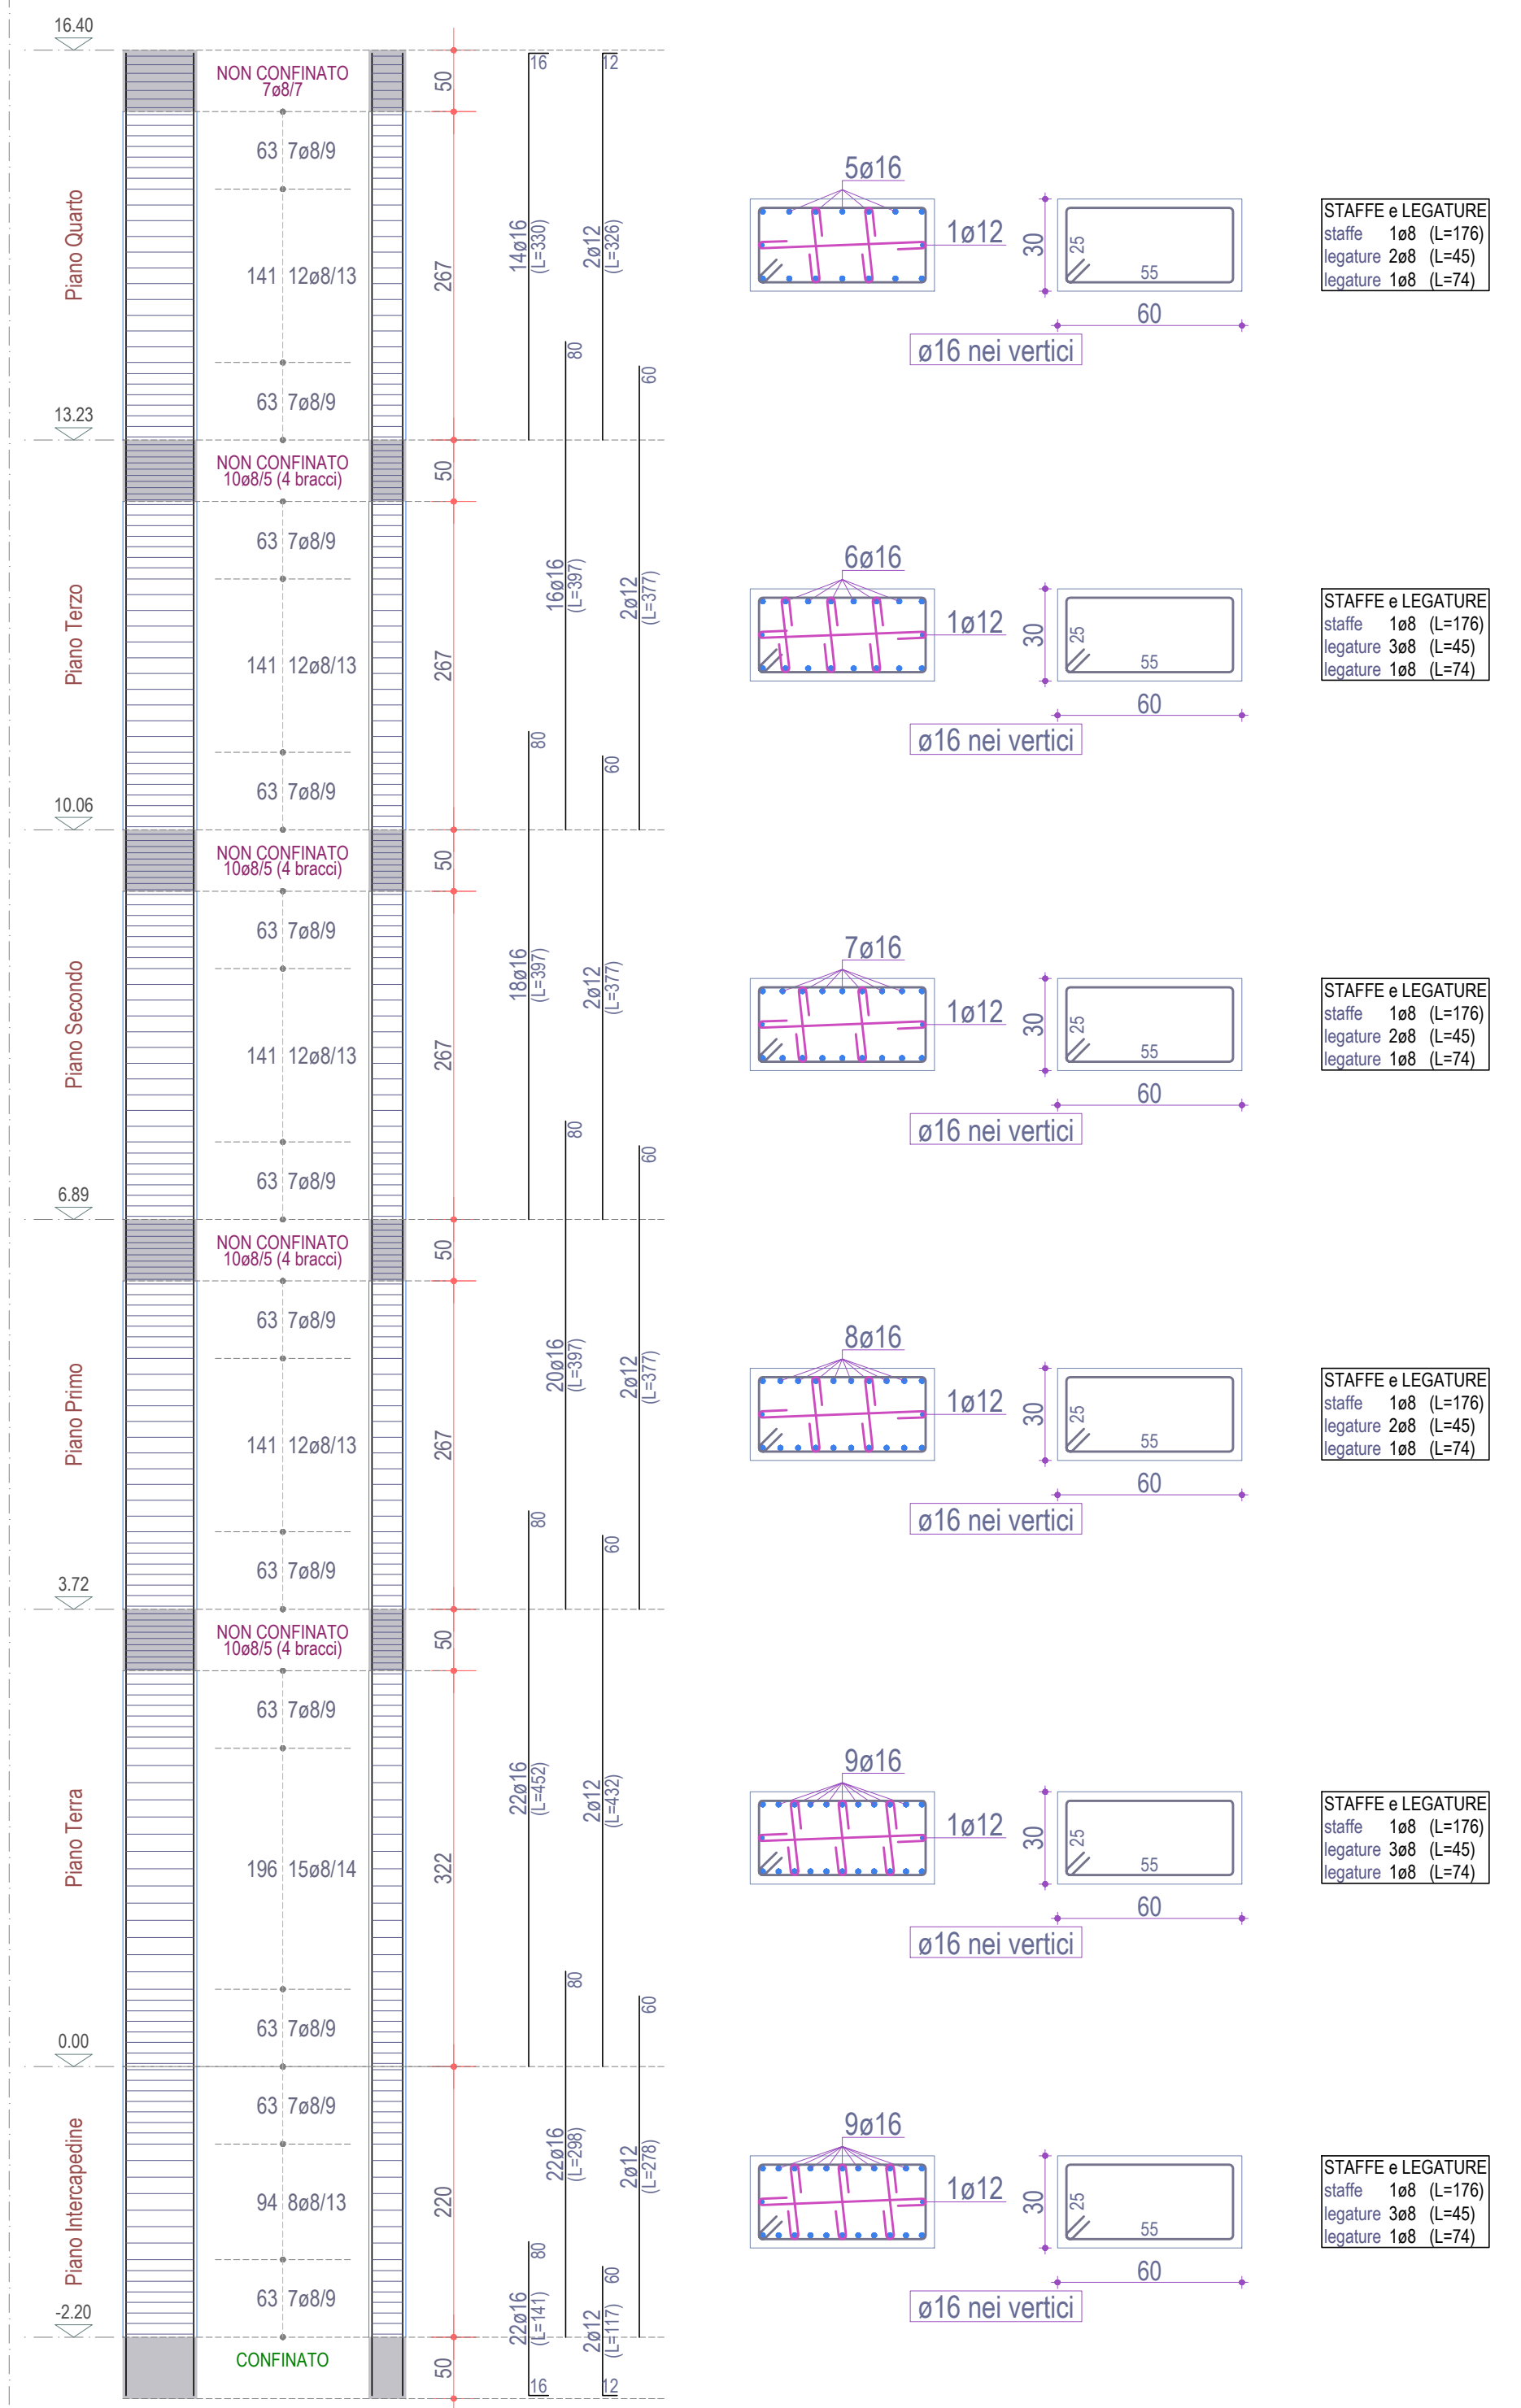 16.40
NON CONFINATO
7ø8/7
50
16
12
63 7ø8/9
Piano Quarto
141 12ø8/13
267
14ø16
(L=330)
2ø12
(L=326)
5ø16
1ø12
30
25
55
60
ø16 nei vertici
STAFFE e LEGATURE
staffe 1ø8 (L=176)
legature 2ø8 (L=45)
legature 1ø8 (L=74)
80
60
63 7ø8/9
13.23
NON CONFINATO
10ø8/5 (4 bracci)
50
63 7ø8/9
Piano Terzo
141 12ø8/13
267
16ø16
(L=397)
2ø12
(L=377)
6ø16
1ø12
30
25
55
60
ø16 nei vertici
STAFFE e LEGATURE
staffe 1ø8 (L=176)
legature 3ø8 (L=45)
legature 1ø8 (L=74)
80
60
63 7ø8/9
10.06
NON CONFINATO
10ø8/5 (4 bracci)
50
63 7ø8/9
Piano Secondo
141 12ø8/13
267
18ø16
(L=397)
2ø12
(L=377)
7ø16
1ø12
30
25
55
60
ø16 nei vertici
STAFFE e LEGATURE
staffe 1ø8 (L=176)
legature 2ø8 (L=45)
legature 1ø8 (L=74)
80
60
63 7ø8/9
6.89
NON CONFINATO
10ø8/5 (4 bracci)
50
63 7ø8/9
Piano Primo
141 12ø8/13
267
20ø16
(L=397)
2ø12
(L=377)
8ø16
1ø12
30
25
55
60
ø16 nei vertici
STAFFE e LEGATURE
staffe 1ø8 (L=176)
legature 2ø8 (L=45)
legature 1ø8 (L=74)
80
60
63 7ø8/9
3.72
NON CONFINATO
10ø8/5 (4 bracci)
50
63 7ø8/9
Piano Terra
196 15ø8/14
322
22ø16
(L=452)
2ø12
(L=432)
9ø16
1ø12
30
25
55
60
ø16 nei vertici
STAFFE e LEGATURE
staffe 1ø8 (L=176)
legature 3ø8 (L=45)
legature 1ø8 (L=74)
80
60
63 7ø8/9
0.00
63 7ø8/9
Piano Intercapedine
94 8ø8/13
220
22ø16
(L=298)
2ø12
(L=278)
9ø16
1ø12
30
25
55
60
ø16 nei vertici
STAFFE e LEGATURE
staffe 1ø8 (L=176)
legature 3ø8 (L=45)
legature 1ø8 (L=74)
80
60
63 7ø8/9
22ø16
(L=141)
2ø12
(L=117)
-2.20
CONFINATO
50
16
12